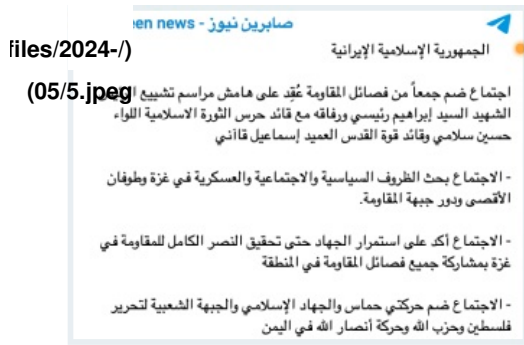 صابرين نيوز - een news
files/2024-/)
الجمهورية الإسلامية الإيرانية
(05/5.jpeg
اجتماع ضم جمعاً من فصائل المقاومة عُقد على هامش مراسم تشييع
الشهيد السيد إبراهيم رئيسي ورفاقه مع قائد حرس الثورة الاسلامية اللواء
حسين سلامي وقائد قوة القدس العميد إسماعيل قاآني
- الاجتماع بحث الظروف السياسية والاجتماعية والعسكرية في غزة وطوفان
الأقصى ودور جبهة المقاومة.
- الاجتماع أكد على استمرار الجهاد حتى تحقيق النصر الكامل للمقاومة في
غزة بمشاركة جميع فصائل المقاومة في المنطقة
- الاجتماع ضم حركتي حماس والجهاد الإسلامي والجبهة الشعبية لتحرير
فلسطين وحزب الله وحركة أنصار الله في اليمن